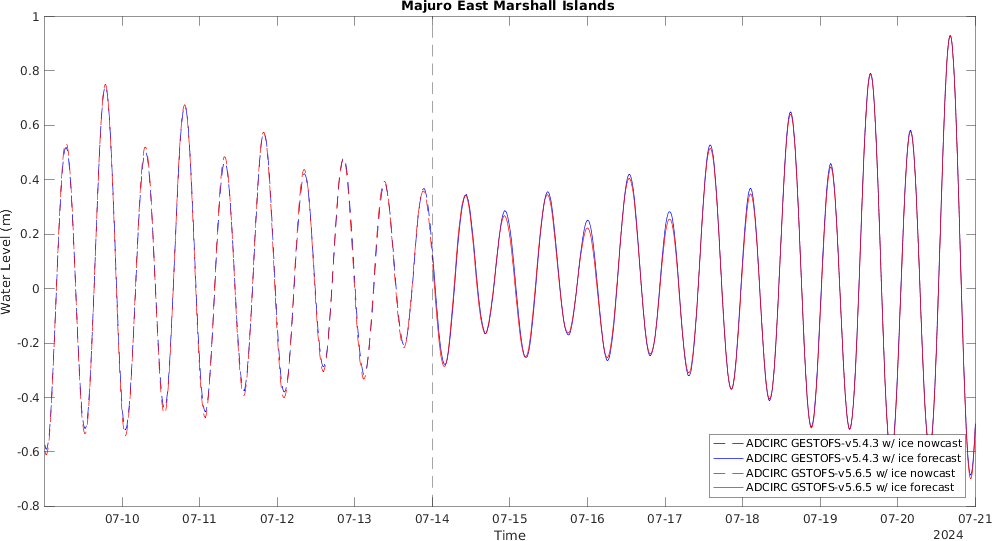 Majuro East Marshall Islands
Water Level (m)
1
0.8
0.6
0.4
0.2
0
-0.2
-0.4
-0.6
-0.8
ADCIRC GESTOFS-v5.4.3 w/ ice nowcast
ADCIRC GESTOFS-v5.4.3 w/ ice forecast
ADCIRC GSTOFS-v5.6.5 w/ ice nowcast
ADCIRC GSTOFS-v5.6.5 w/ ice forecast
07-10 07-11 07-12 07-13 07-14 07-15 07-16 07-17 07-18 07-19 07-20 07-21
Time
2024